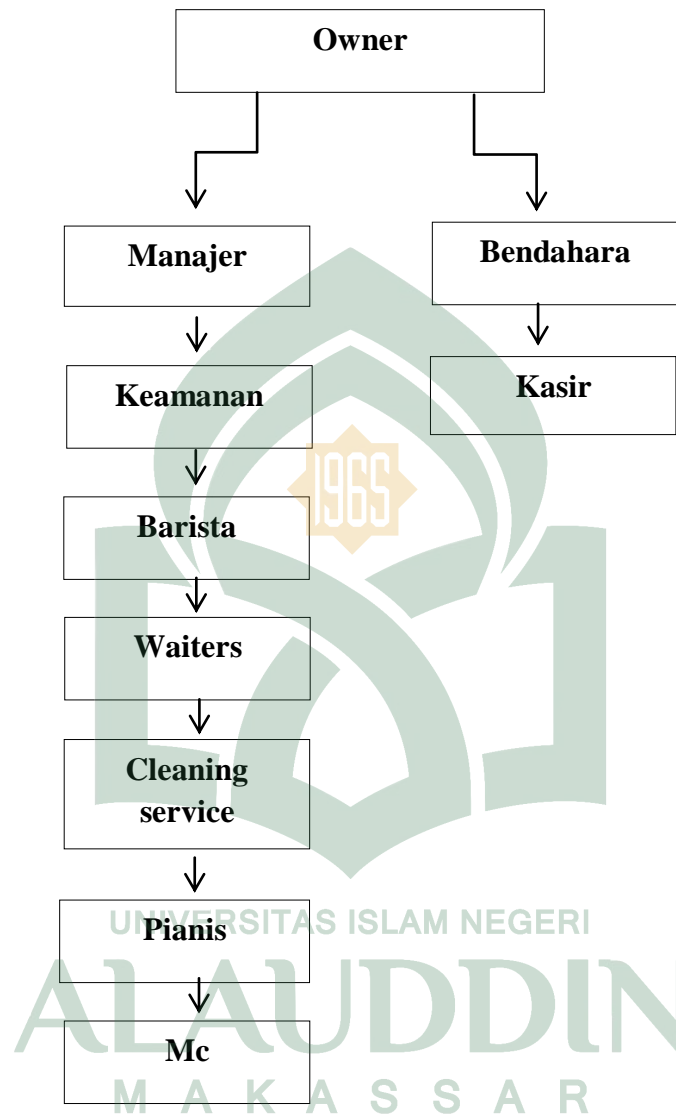 Owner
Manajer
Bendahara
Keamanan
Kasir
1965
Barista
Waiters
Cleaning
service
UNIVERSITAS ISLAM NEGERI
Pianis
ALAUDDIN
Mc
MAKASSAR